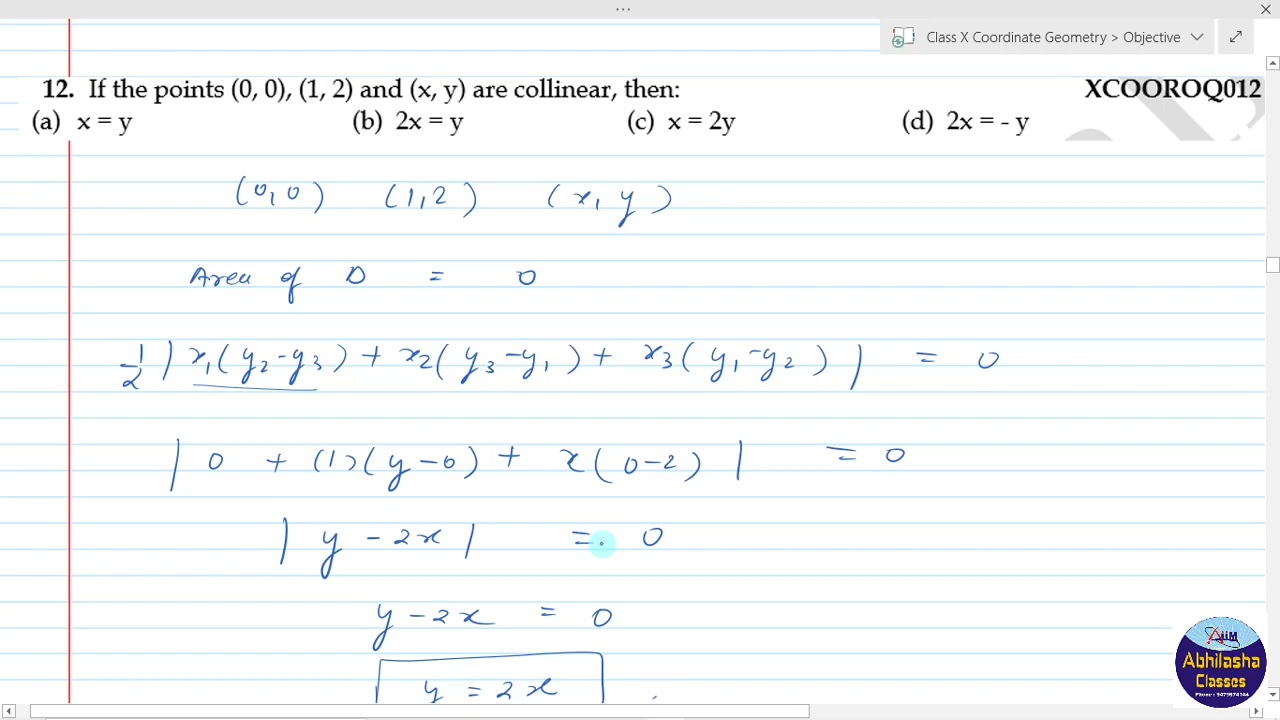 Class X Coordinate Geometry > Objective
12. If the points (0, 0), (1, 2) and (x, y) are collinear, then: XCOOROQ012
(a) x = y (b) 2x = y (c) x = 2y (d) 2x = - y
(0, 0) (1, 2) (x, y)
Area of Δ = 0
1/2 | x₁(y₂-y₃) + x₂(y₃-y₁) + x₃(y₁-y₂) | = 0
| 0 + (1)(y-0) + x(0-2) | = 0
| y - 2x | = 0
y - 2x = 0
y = 2x
AIIM
Abhilasha
Classes